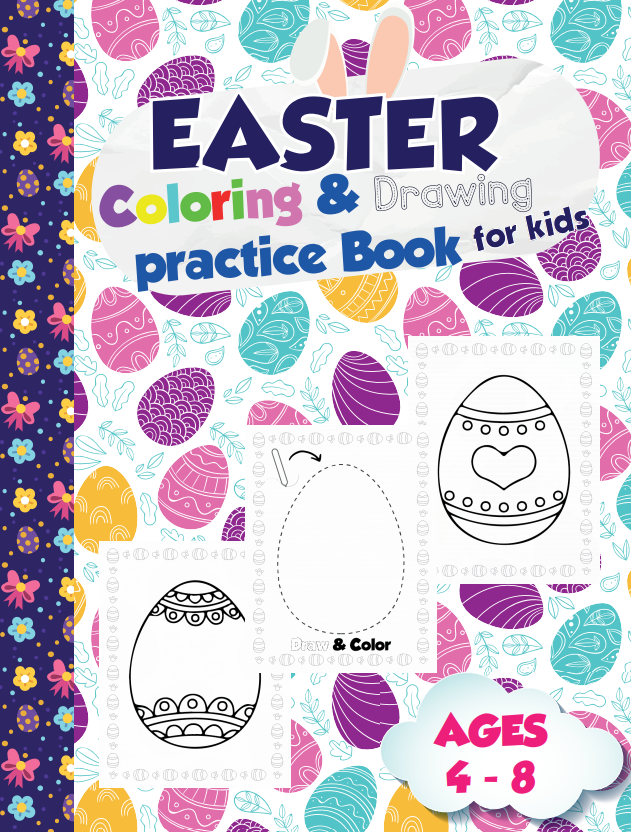 EASTER
Coloring & Drawing
practice Book for kids
Draw & Color
AGES
4 - 8